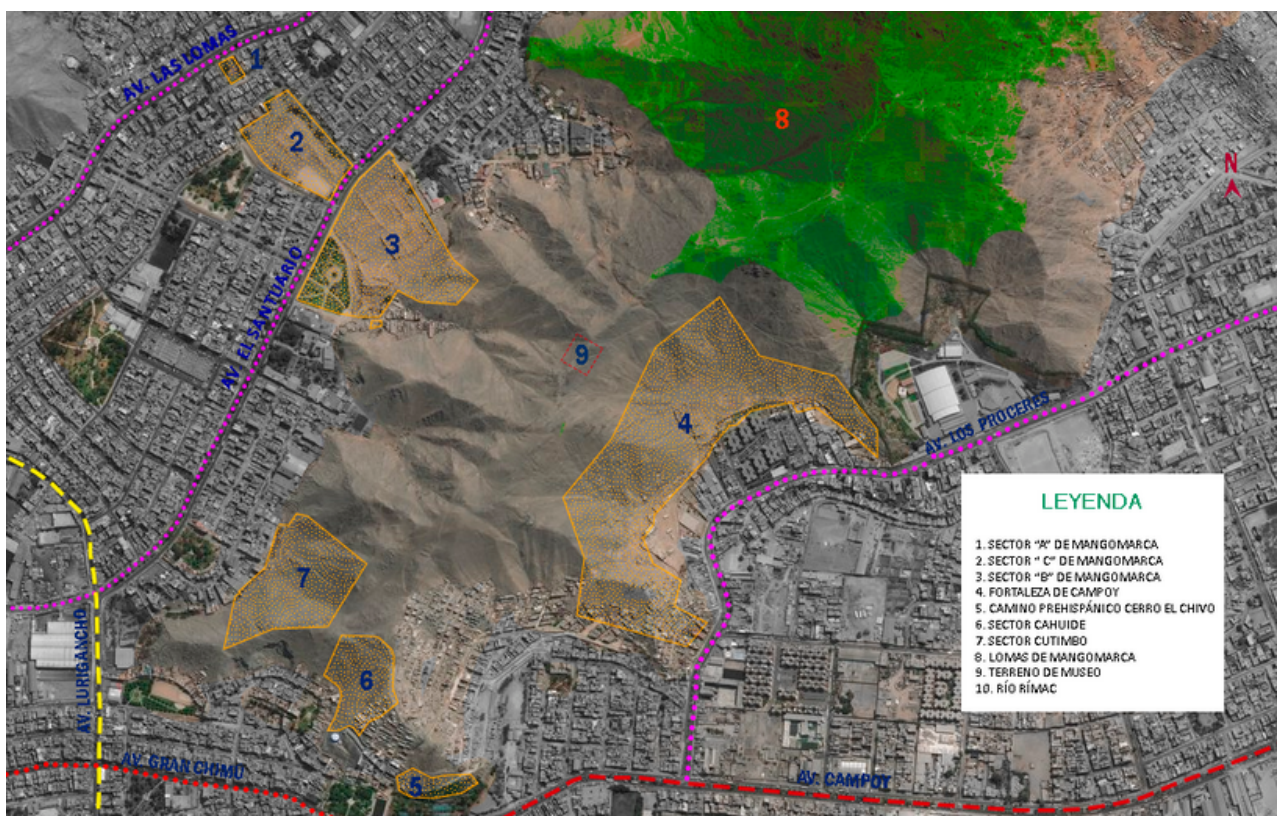 AV. LAS LOMAS
1
2
8
N
3
AV. EL SANTUARIO
9
4
AV. LOS PROCERES
LEYENDA
1. SECTOR "A" DE MANGOMARCA
2. SECTOR " C" DE MANGOMARCA
3. SECTOR "B" DE MANGOMARCA
4. FORTALEZA DE CAMPOY
5. CAMINO PREHISPÁNICO CERRO EL CHIVO
6. SECTOR CAHUIDE
7. SECTOR CUTIMBO
8. LOMAS DE MANGOMARCA
9. TERRENO DE MUSEO
10. RÍO RÍMAC
7
AV. LURIGANCHO
6
AV. GRAN CHIMÚ
5
AV. CAMPOY